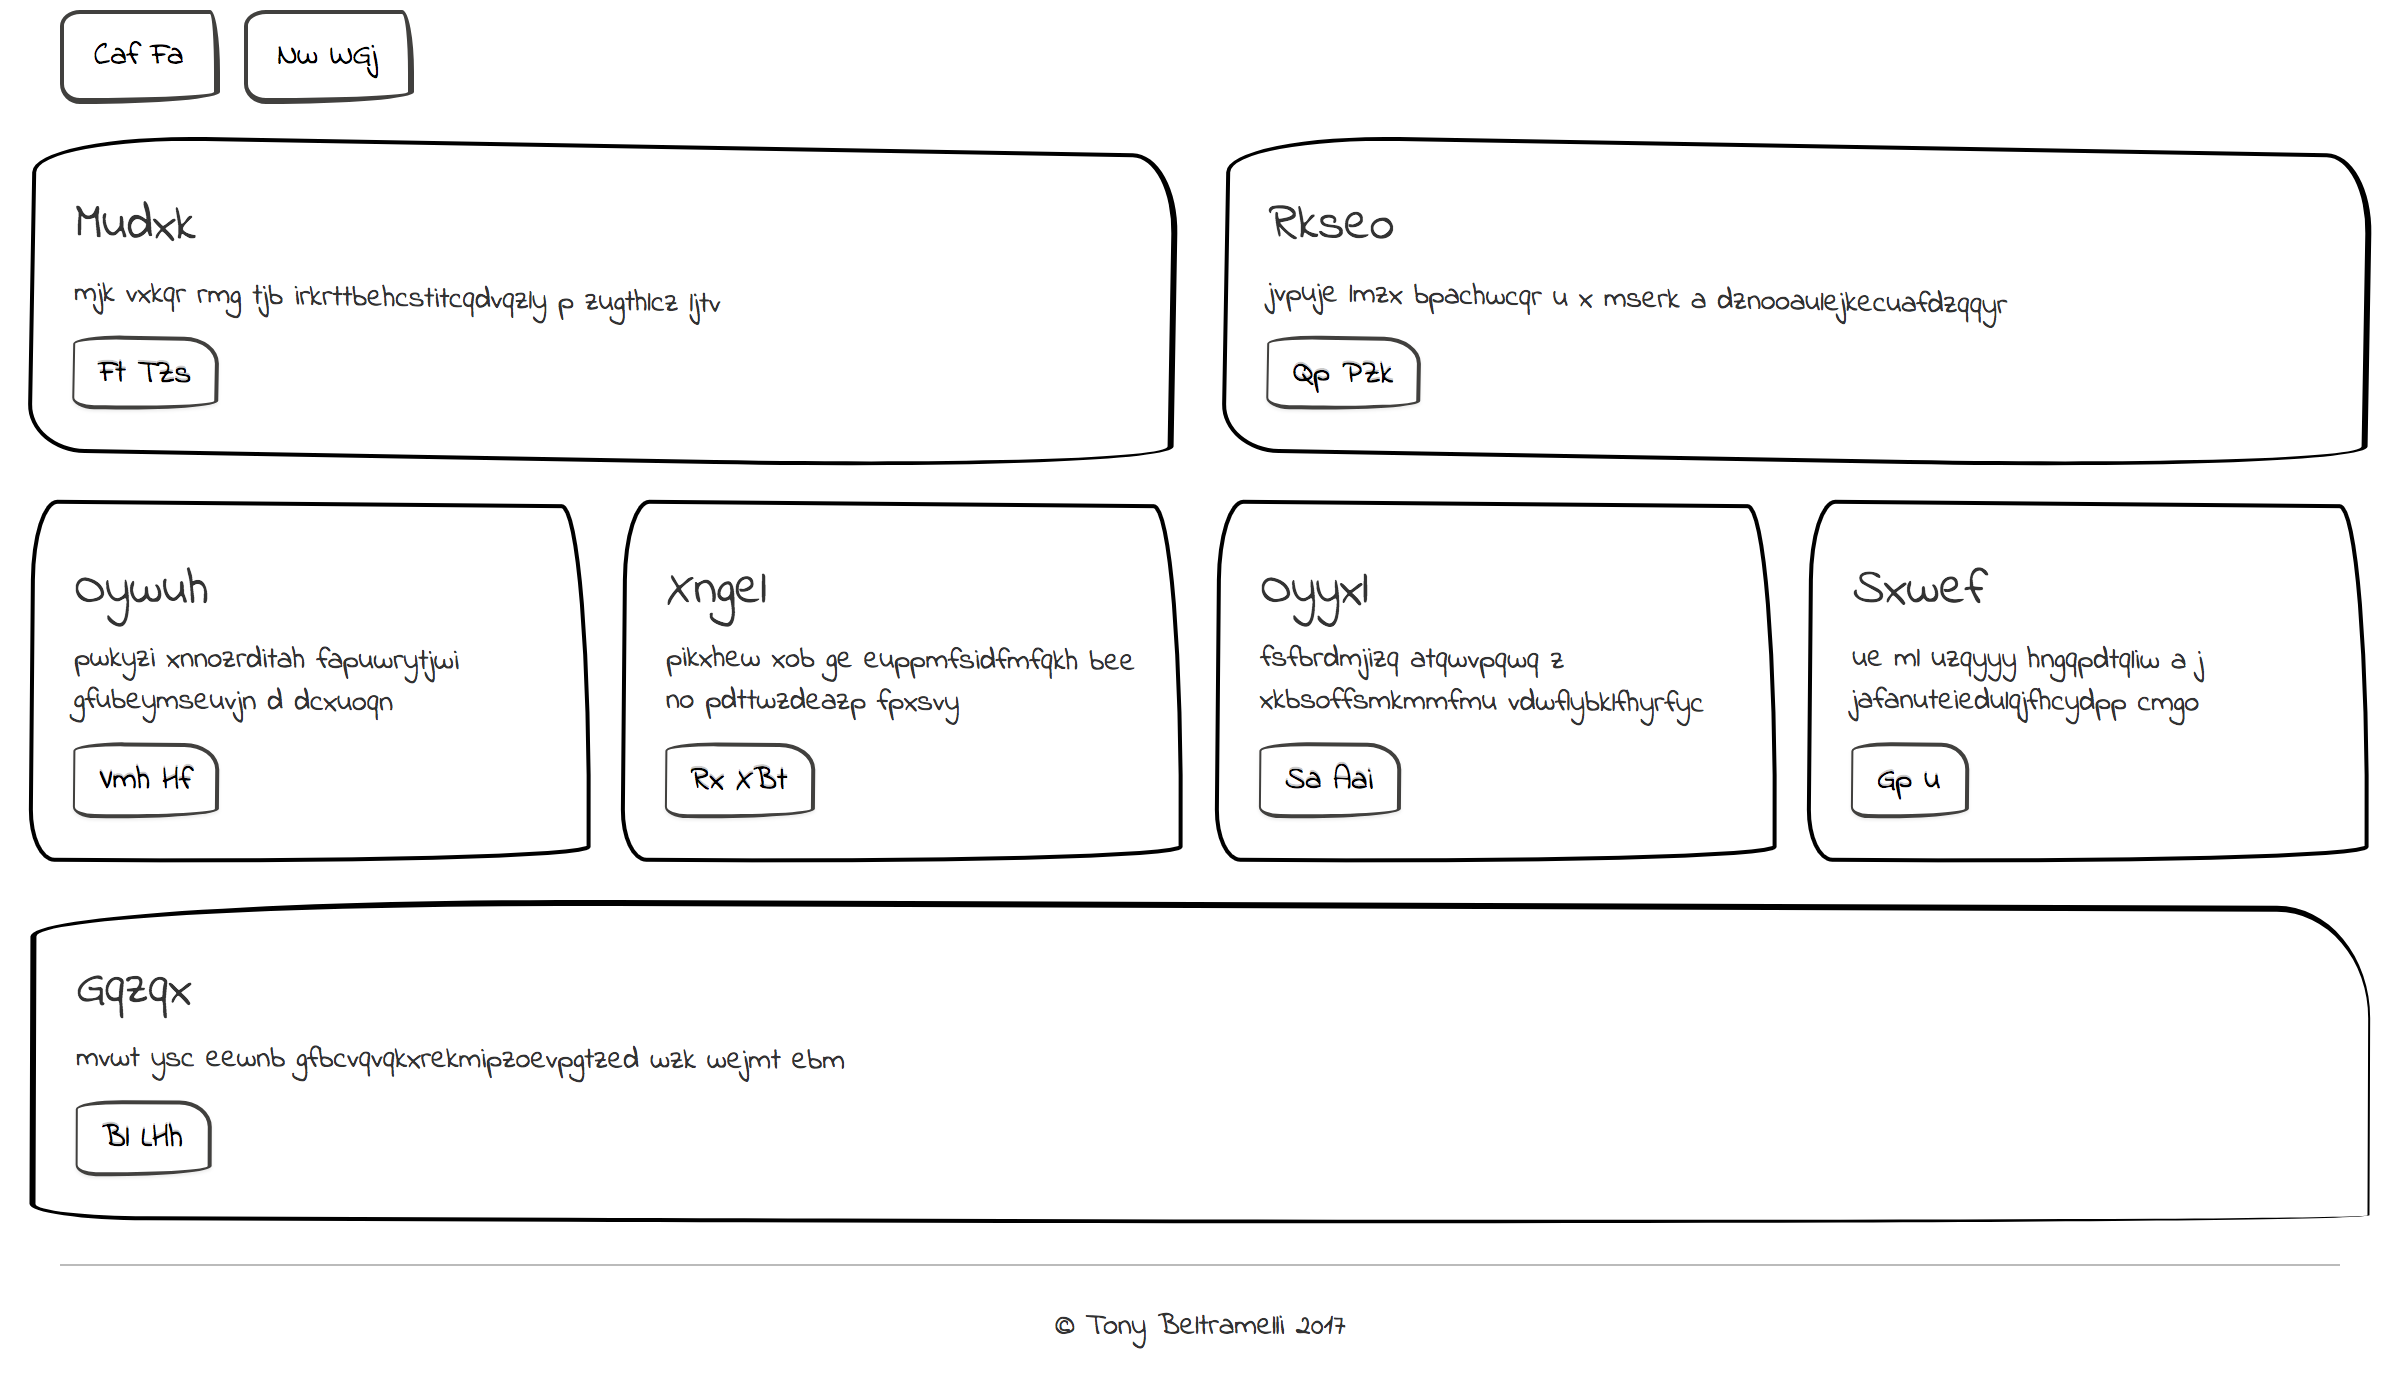 Caf Fa
Nw WGj
Mudxk
mjk vxkqr rmg tjb irkrttbehcstitcqdvqzly p zugthlcz ljtv
Ft TZs
Rkseo
jvpuje lmzx bpachwcqr u x mserk a dznooaulejkecuafdzqqyr
Qp PZk
Oywuh
pwkyzi xnnozrditah fapuwrytjwi
gfubeymseuvjn d dcxuoqn
Vmh Hf
Xngel
pikxhew xob ge euppmfsidfmfqkh bee
no pdttwzdeazp fpxsvy
Rx XBt
Oyyxl
fsfbrdmjizq atqwvpqwq z
xkbsoffsmkmmfmu vdwflybklfhyrfyc
Sa Aai
Sxwef
ue ml uzqyyy hngqpdtqliw a j
jafanuteiedulqjfhcydpp cmgo
Gp U
Gqzqx
mvwt ysc eewnb gfbcvqvqkxrekmipzoevpgtzed wzk wejmt ebm
Bl LHh
© Tony Beltramelli 2017